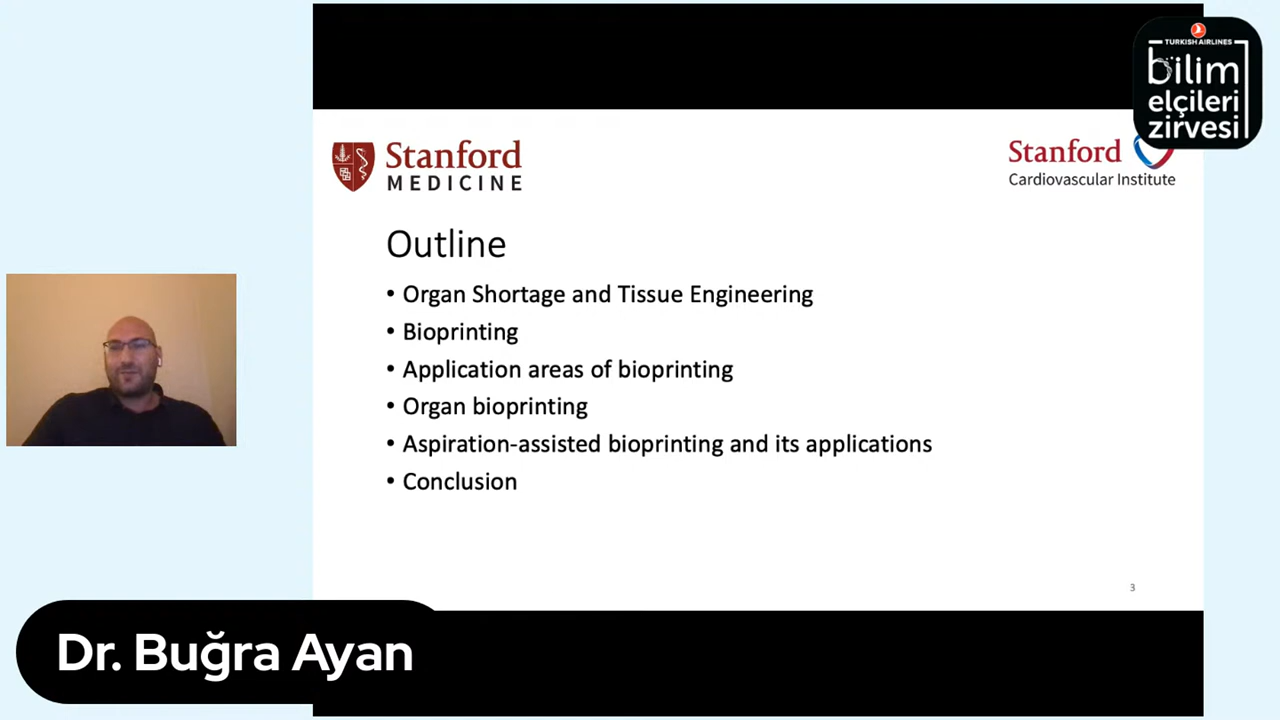 TURKISH AIRLINES
bilim
elçileri
zirvesi
Stanford
MEDICINE
Stanford
Cardiovascular Institute
Outline
• Organ Shortage and Tissue Engineering
• Bioprinting
• Application areas of bioprinting
• Organ bioprinting
• Aspiration-assisted bioprinting and its applications
• Conclusion
3
Dr. Buğra Ayan